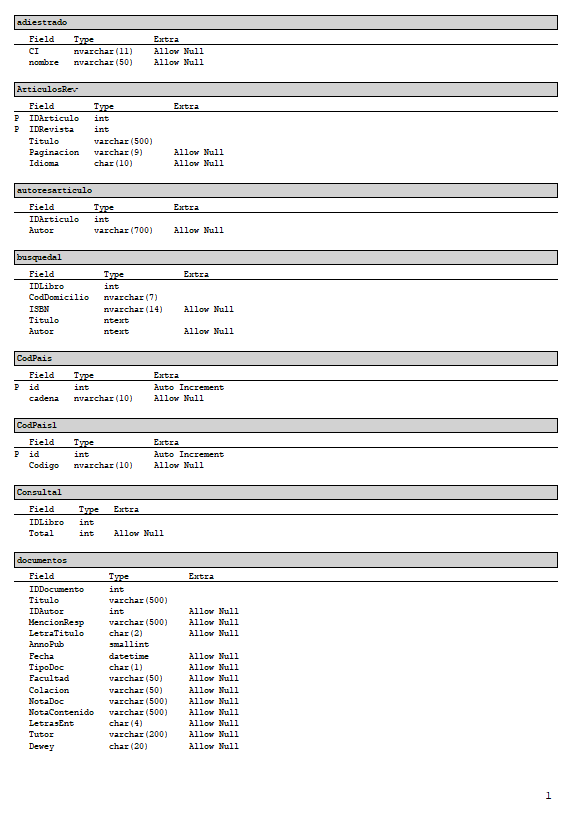 adiestrado
Field Type Extra
CI nvarchar(11) Allow Null
nombre nvarchar(50) Allow Null
ArticulosRev
Field Type Extra
P IDArticulo int
P IDRevista int
Titulo varchar(500)
Paginacion varchar(9) Allow Null
Idioma char(10) Allow Null
autoresarticulo
Field Type Extra
IDArticulo int
Autor varchar(700) Allow Null
busqueda1
Field Type Extra
IDLibro int
CodDomicilio nvarchar(7)
ISBN nvarchar(14) Allow Null
Titulo ntext
Autor ntext Allow Null
CodPais
Field Type Extra
P id int Auto Increment
cadena nvarchar(10) Allow Null
CodPais1
Field Type Extra
P id int Auto Increment
Codigo nvarchar(10) Allow Null
Consulta1
Field Type Extra
IDLibro int
Total int Allow Null
documentos
Field Type Extra
IDDocumento int
Titulo varchar(500)
IDAutor int Allow Null
MencionResp varchar(500) Allow Null
LetraTitulo char(2) Allow Null
AnnoPub smallint
Fecha datetime Allow Null
TipoDoc char(1) Allow Null
Facultad varchar(50) Allow Null
Colacion varchar(50) Allow Null
NotaDoc varchar(500) Allow Null
NotaContenido varchar(500) Allow Null
LetrasEnt char(4) Allow Null
Tutor varchar(200) Allow Null
Dewey char(20) Allow Null
1